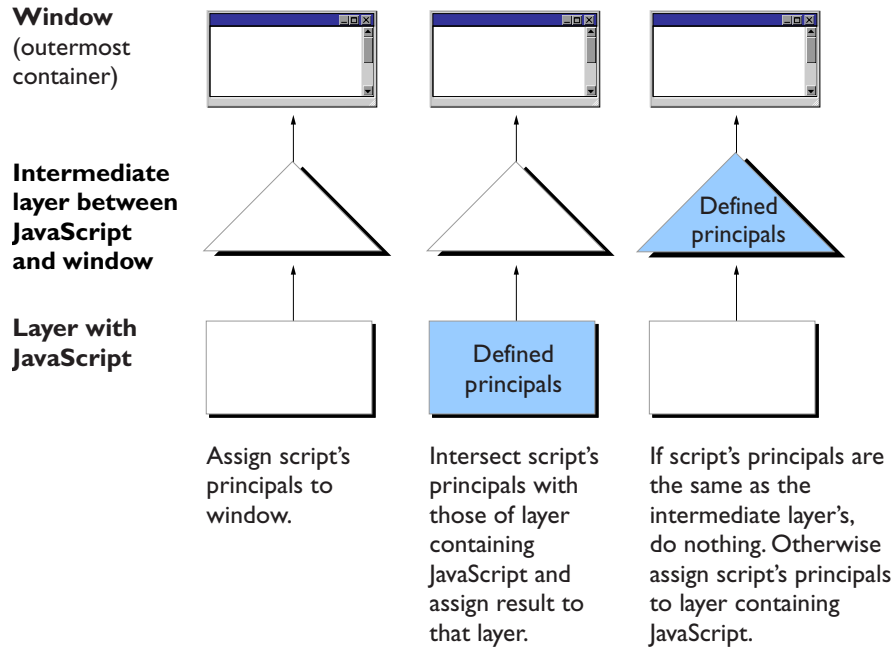 Window
(outermost
container)
Intermediate
layer between
JavaScript
and window
Defined
principals
Layer with
JavaScript
Defined
principals
Assign script’s
principals to
window.
Intersect script’s
principals with
those of layer
containing
JavaScript and
assign result to
that layer.
If script’s principals are
the same as the
intermediate layer’s,
do nothing. Otherwise
assign script’s principals
to layer containing
JavaScript.